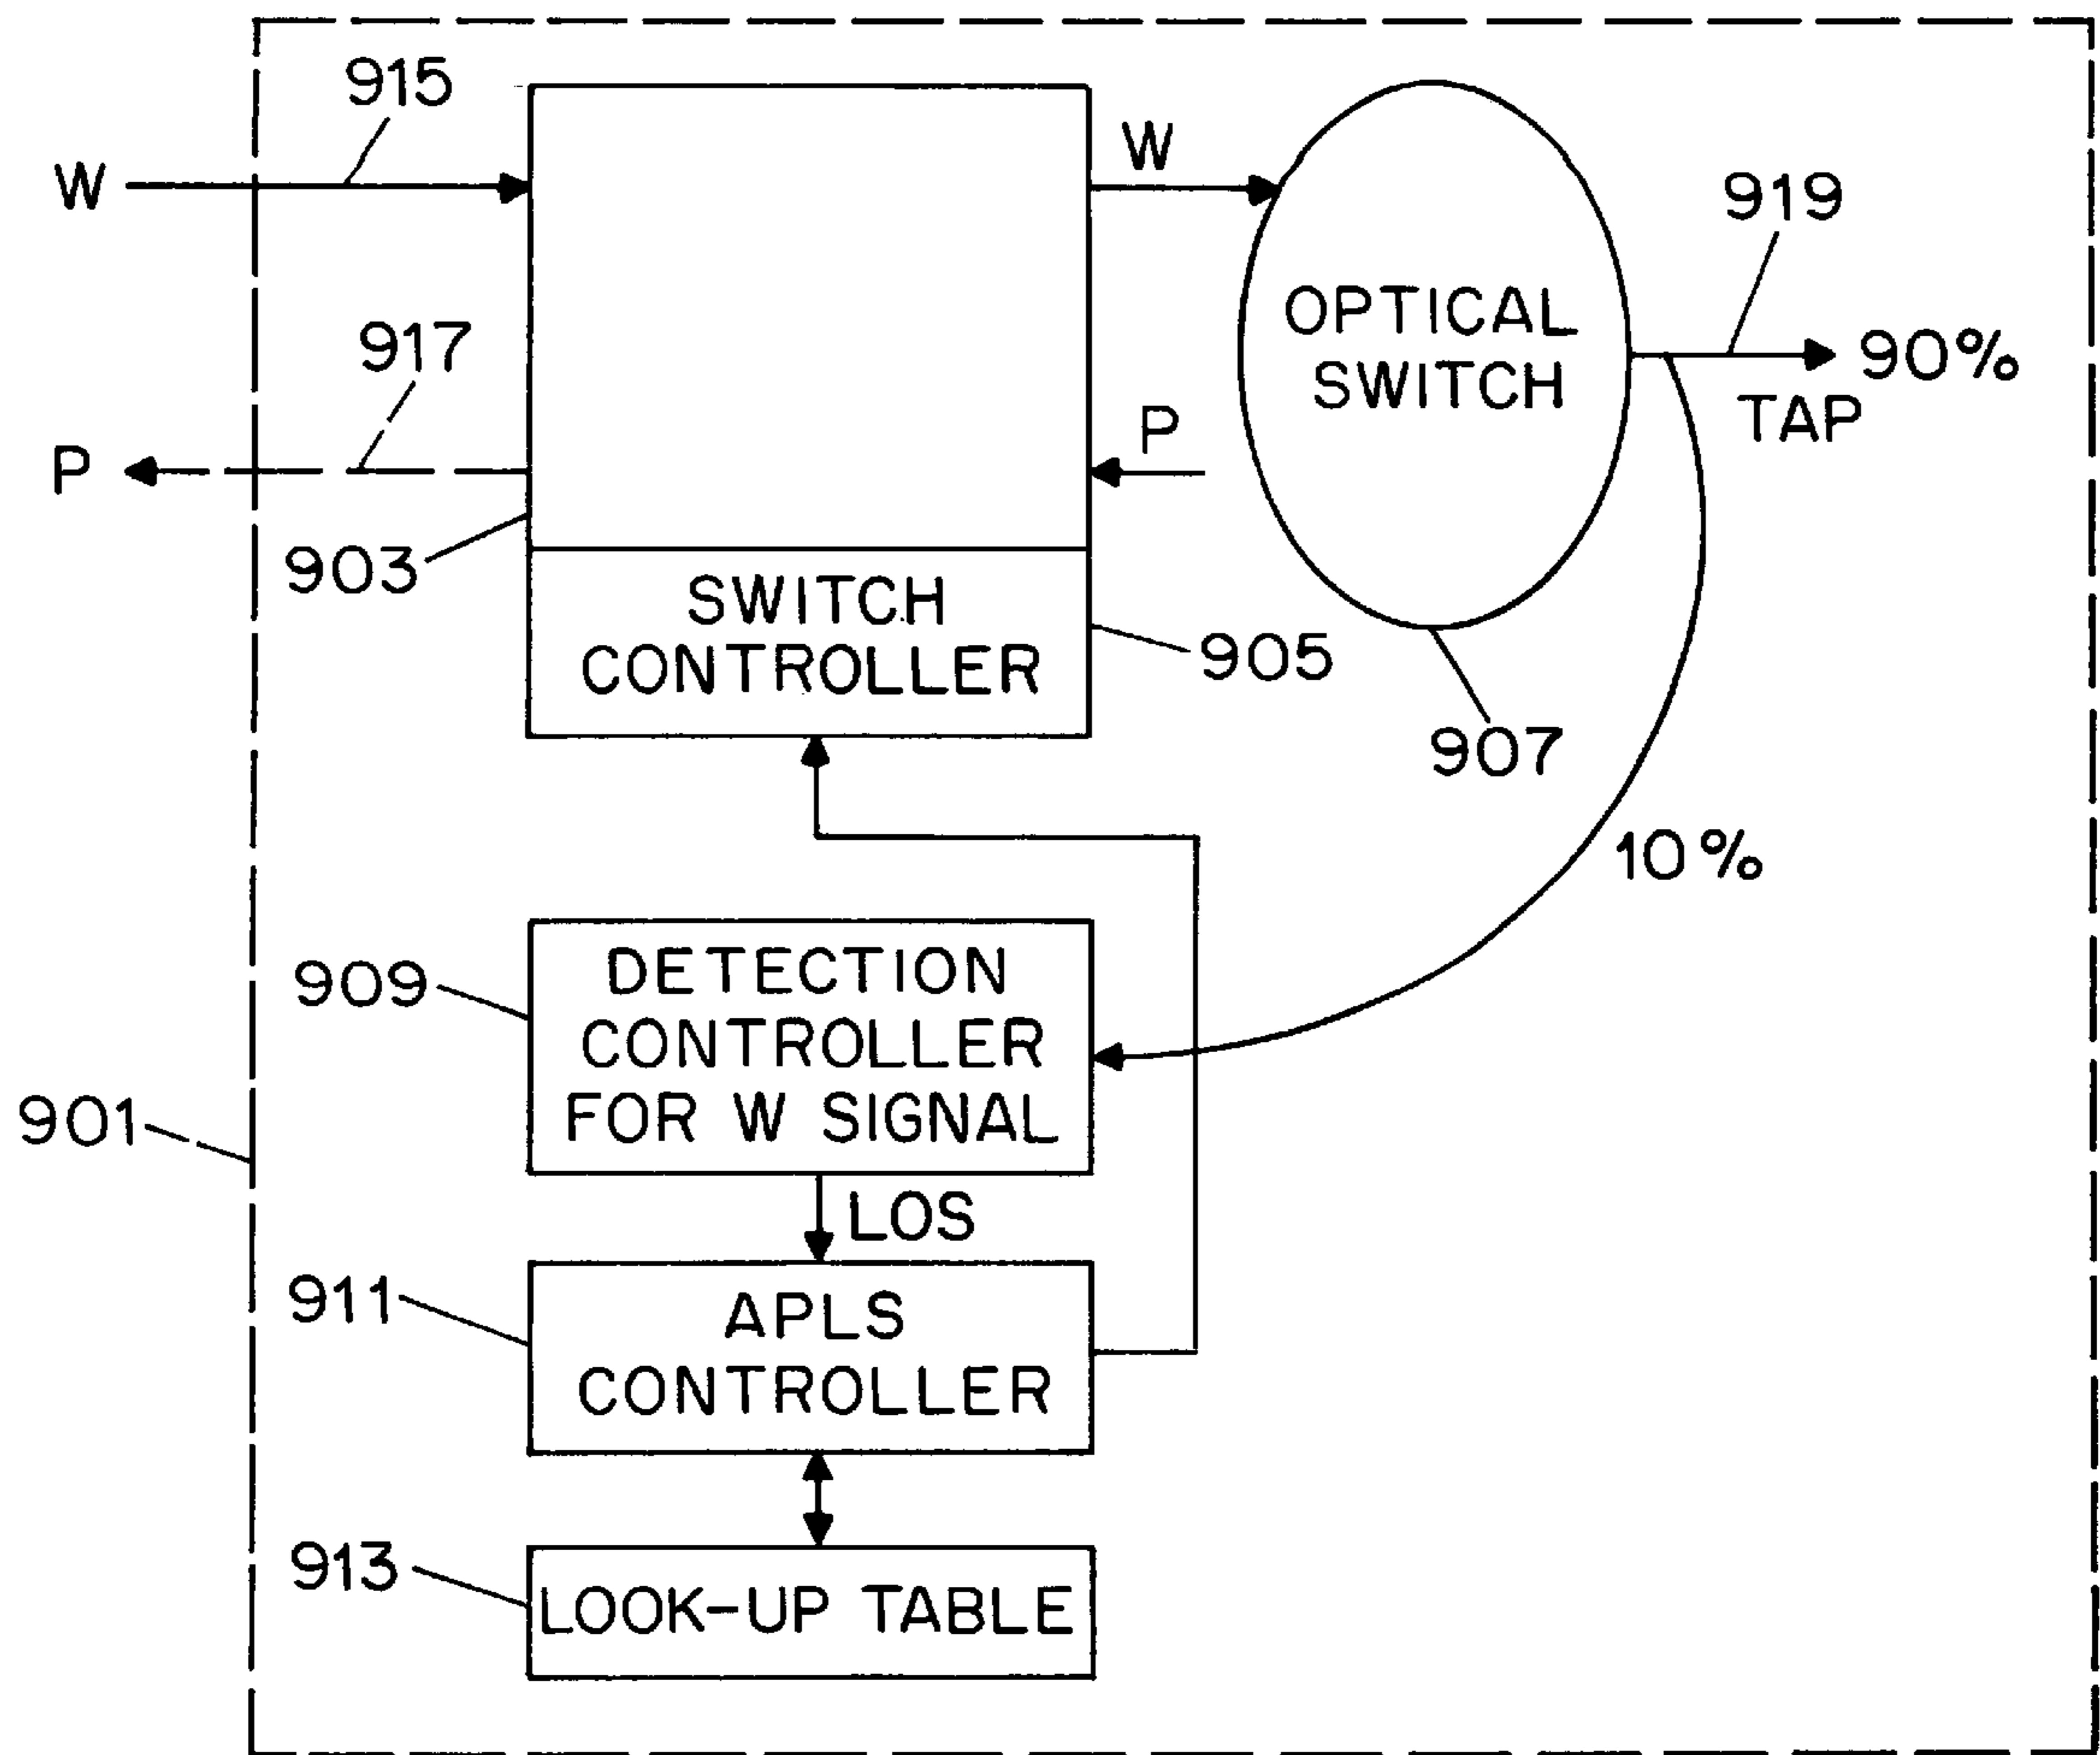 915
W
W
919
OPTICAL
SWITCH
90%
TAP
917
P
P
903
SWITCH
CONTROLLER
905
907
10%
909
DETECTION
CONTROLLER
FOR W SIGNAL
901
LOS
911
APLS
CONTROLLER
913
LOOK-UP TABLE